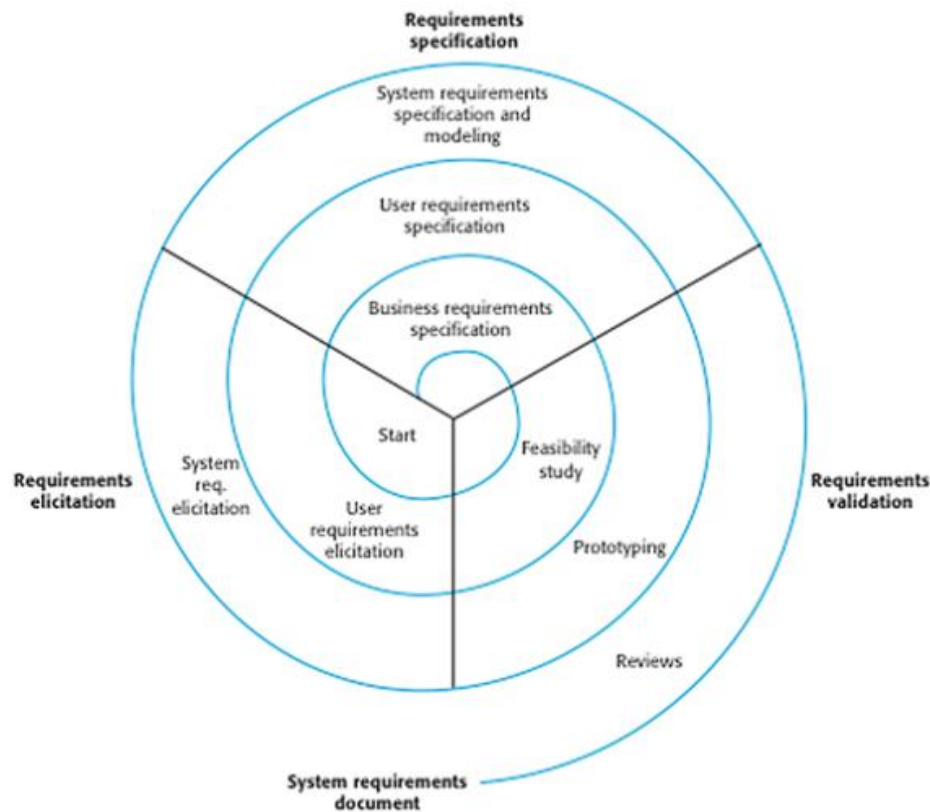 Requirements
specification
System requirements
specification and
modeling
User requirements
specification
Business requirements
specification
Start
Feasibility
study
System
req.
elicitation
Requirements
elicitation
Requirements
validation
User
requirements
elicitation
Prototyping
Reviews
System requirements
document